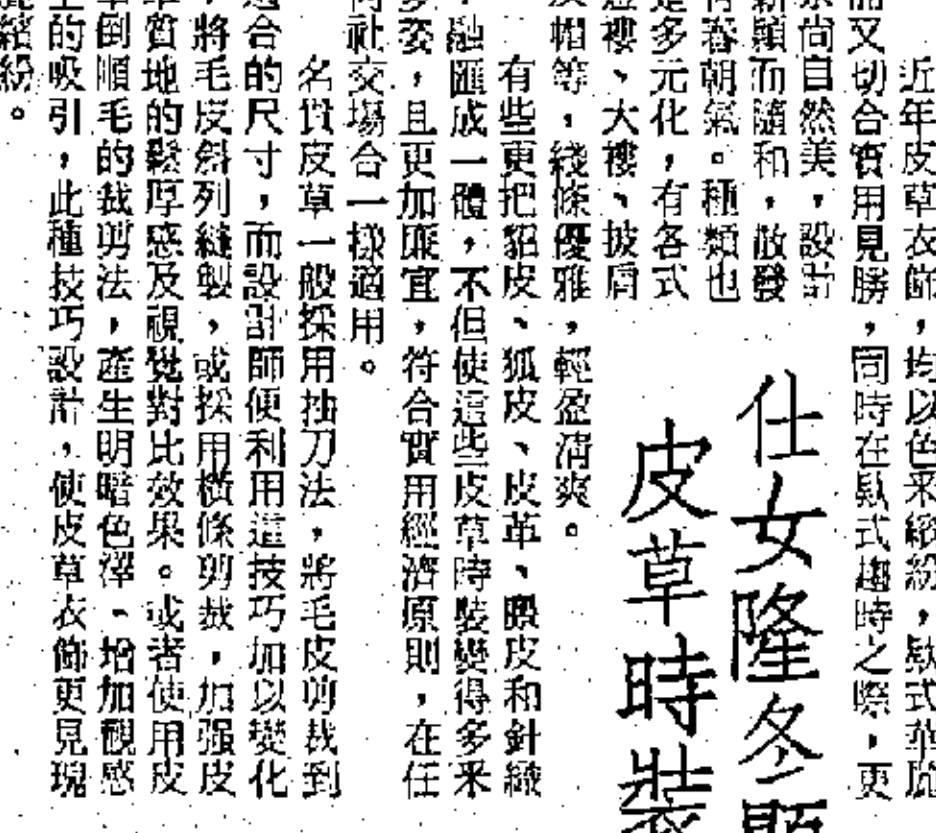 近年皮草衣飾，均以色釆繽紛，款式華麗
而又切合實用見勝，同時在款式趨時之際，更
尚自然美，設計
新穎而隨和，散發
春朝氣。種類也
是多元化，有各式
褸、大褸、披肩
皮帽等，綫條優雅，輕盈清爽。
仕女隆冬顯
皮草時裝
有些更把貂皮、狐皮、皮革、麂皮和針織
，融匯成一體，不但使這些皮草時裝變得多釆
多姿，且更加廉宜，符合實用經濟原則，在任
何社交場合一樣適用。
名貴皮草一般採用抽刀法，將毛皮剪裁到
適合的尺寸，而設計師便利用這技巧加以變化
，將毛皮斜列縫製，或採用橫條剪裁，加强皮
草質地的鬆厚感及視覺對比效果。或者使用皮
草倒順毛的裁剪法，產生明暗色澤、增加觀感
上的吸引，此種技巧設計，使皮草衣飾更見瑰
麗繽紛。